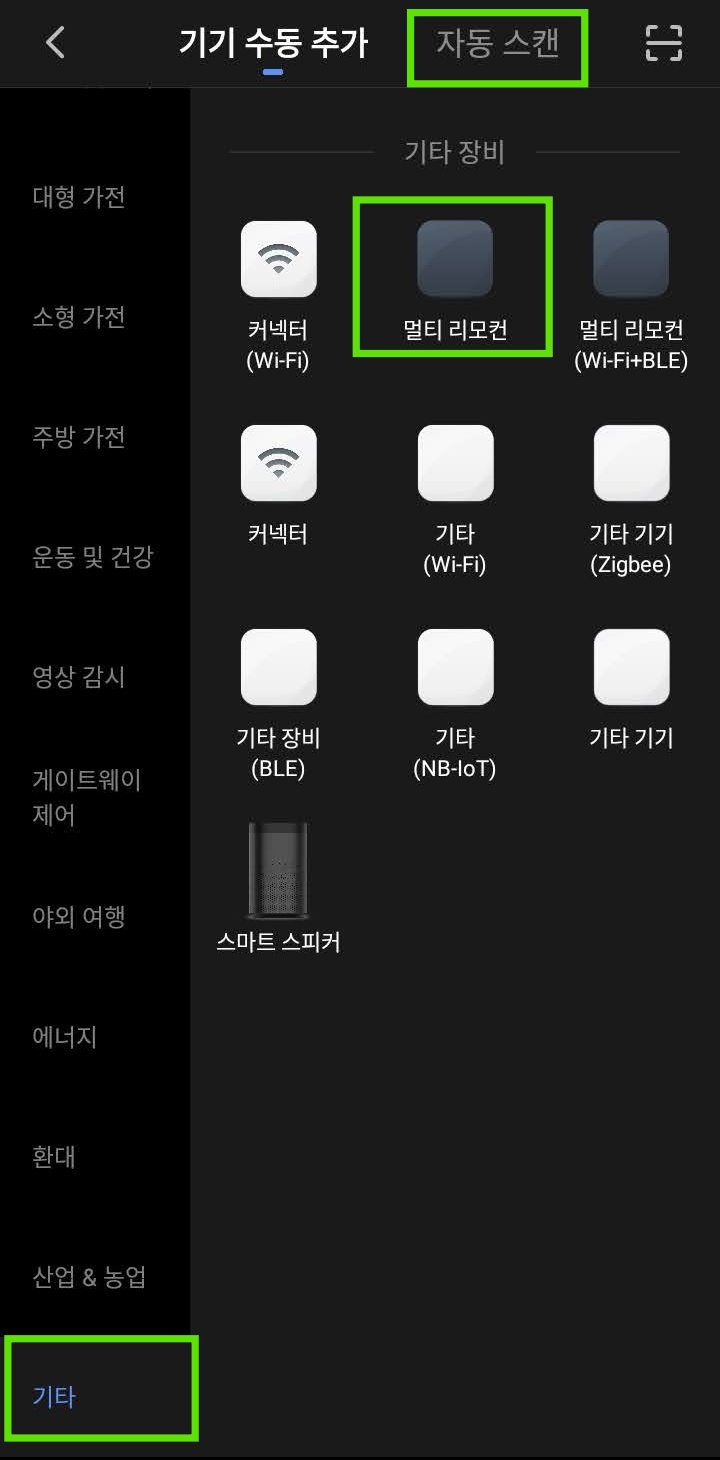 기기 수동 추가
자동 스캔
대형 가전
소형 가전
주방 가전
운동 및 건강
영상 감시
게이트웨이
제어
야외 여행
에너지
환대
산업 & 농업
기타
기타 장비
커넥터
(Wi-Fi)
멀티 리모컨
멀티 리모컨
(Wi-Fi+BLE)
커넥터
기타
(Wi-Fi)
기타 기기
(Zigbee)
기타 장비
(BLE)
기타
(NB-IoT)
기타 기기
스마트 스피커